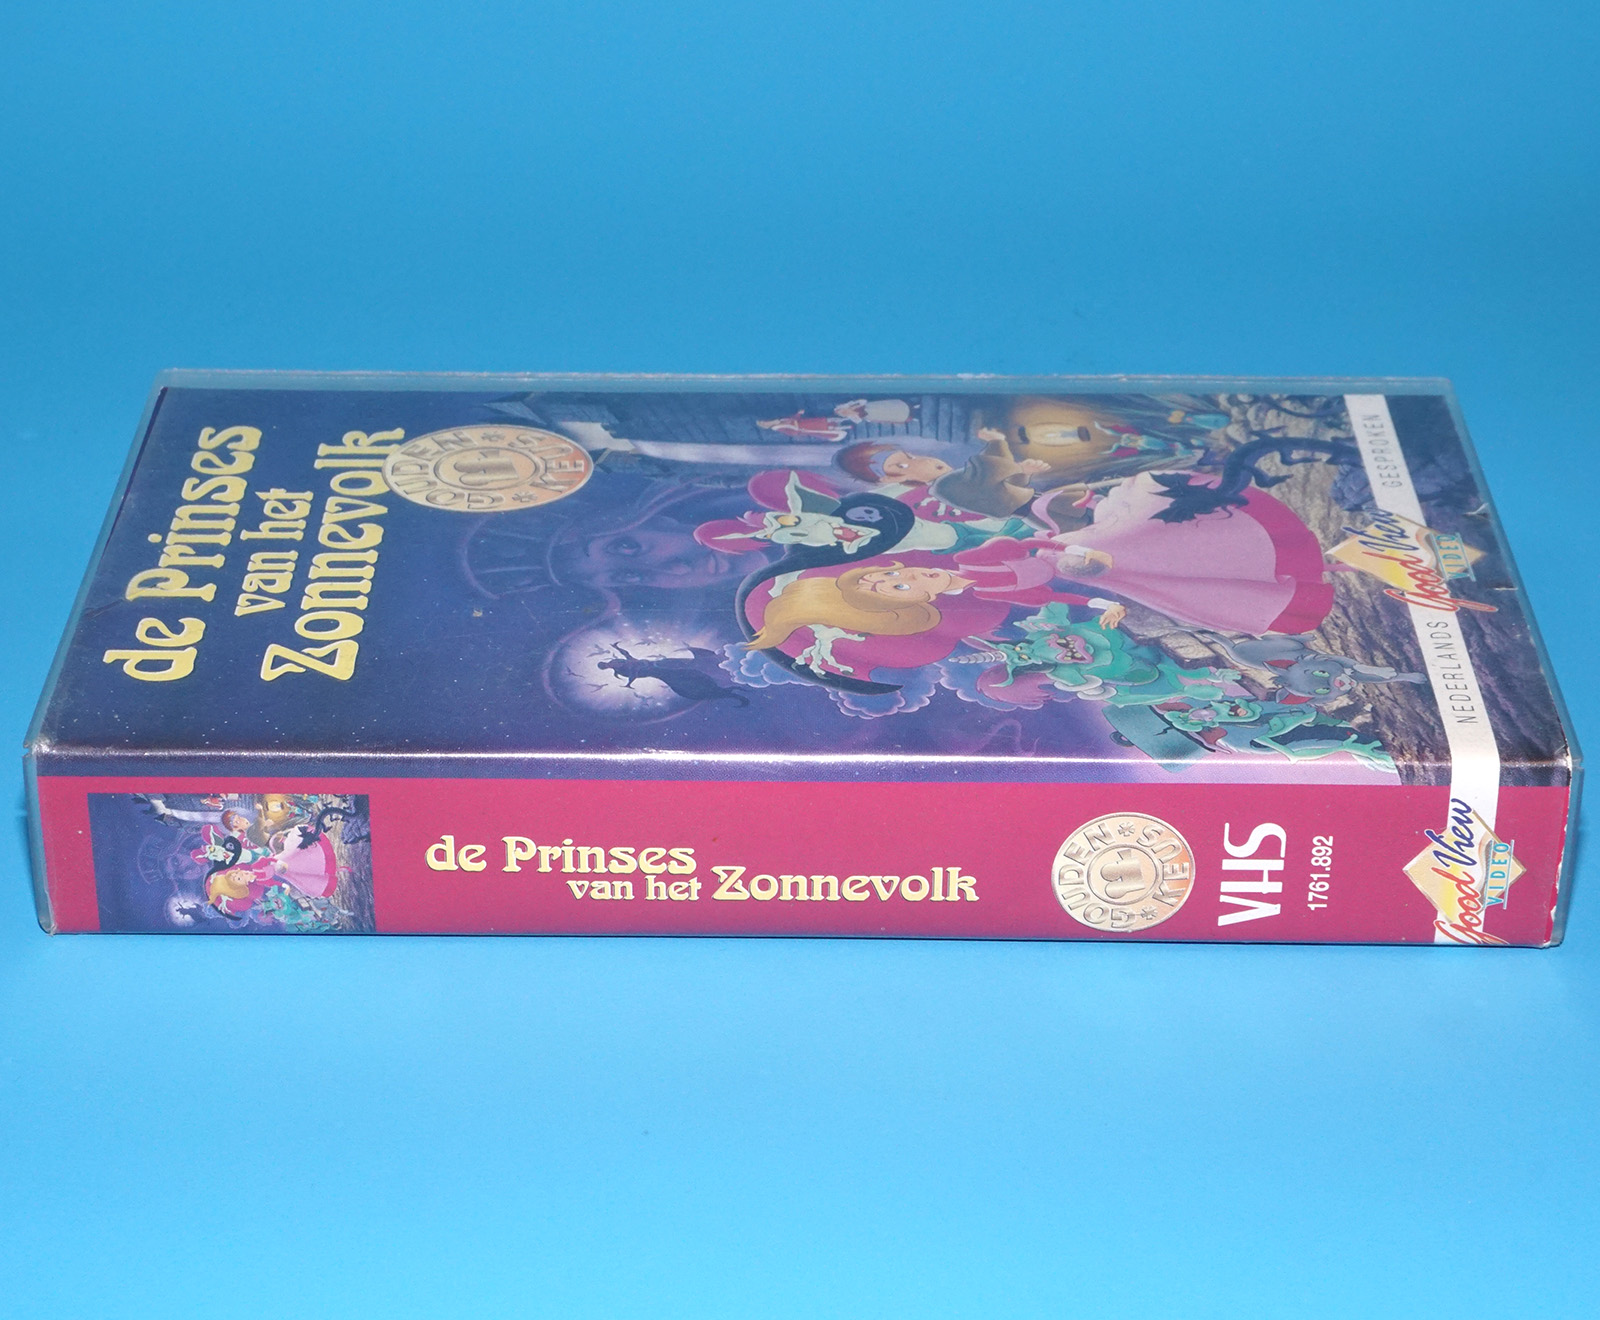 de Prinses
van het
Zonnevolk
GOUDEN * KEUS *
NEDERLANDS
Good View
VIDEO
GESPROKEN
de Prinses
van het Zonnevolk
GOUDEN * KEUS *
VHS
1761.892
Good View
VIDEO